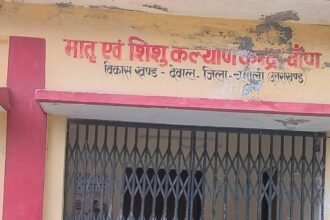 मातृ एवं शिशु कल्याण केन्द्र - वाँण
विकास खण्ड - देवाल, जिला - चमोली (उत्तराखण्ड)